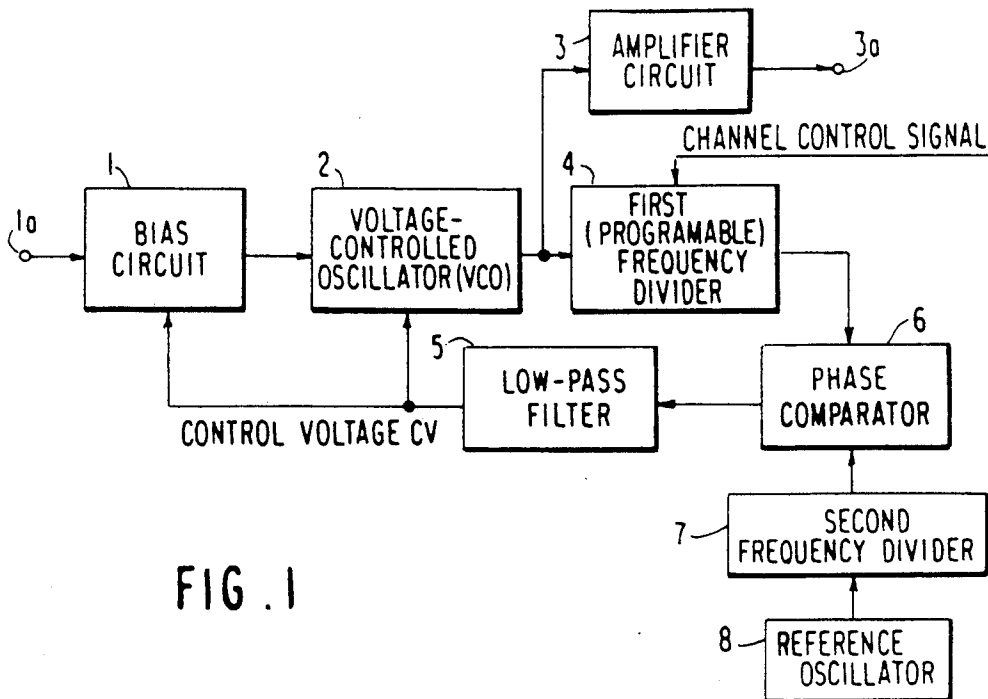 3
AMPLIFIER
CIRCUIT
3a
CHANNEL CONTROL SIGNAL
1
2
4
1a
BIAS
CIRCUIT
VOLTAGE-
CONTROLLED
OSCILLATOR (VCO)
FIRST
(PROGRAMABLE)
FREQUENCY
DIVIDER
5
6
LOW-PASS
FILTER
PHASE
COMPARATOR
CONTROL VOLTAGE CV
7
SECOND
FREQUENCY DIVIDER
FIG. 1
8
REFERENCE
OSCILLATOR